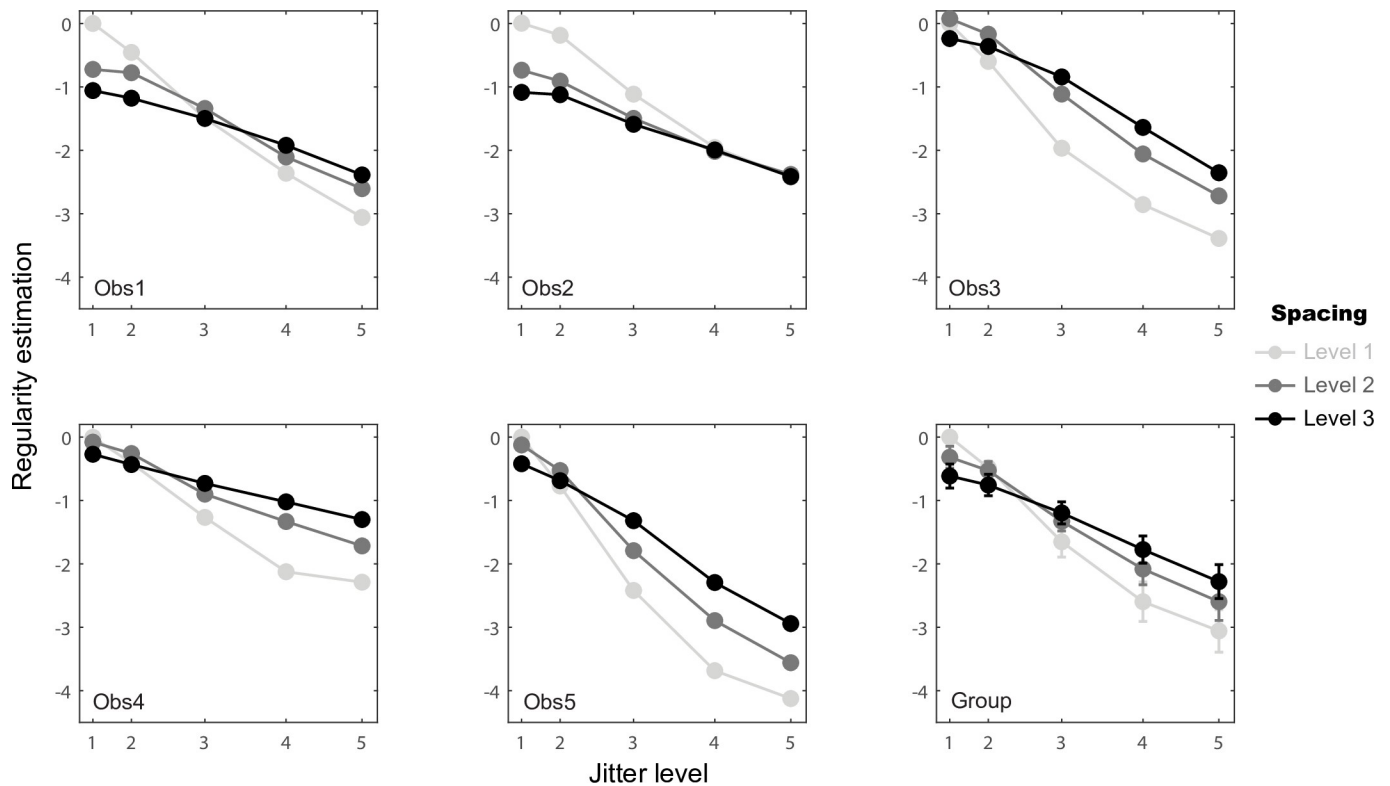 Regularity estimation
0
-1
-2
-3
-4
Obs1
1 2 3 4 5
0
-1
-2
-3
-4
Obs2
1 2 3 4 5
0
-1
-2
-3
-4
Obs3
1 2 3 4 5
Spacing
Level 1
Level 2
Level 3
0
-1
-2
-3
-4
Obs4
1 2 3 4 5
0
-1
-2
-3
-4
Obs5
1 2 3 4 5
0
-1
-2
-3
-4
Group
1 2 3 4 5
Jitter level